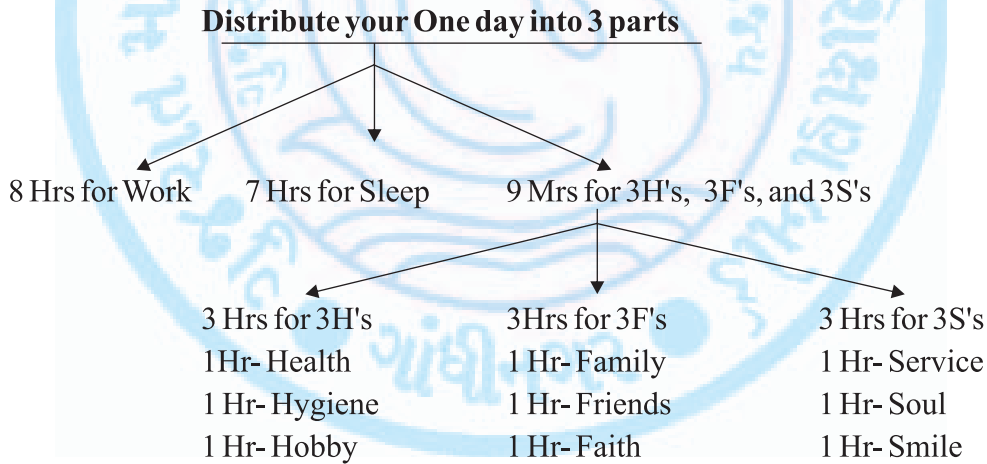 Distribute your One day into 3 parts
8 Hrs for Work 7 Hrs for Sleep 9 Mrs for 3H's, 3F's, and 3S's
3 Hrs for 3H's 3Hrs for 3F's 3 Hrs for 3S's
1Hr- Health 1 Hr- Family 1 Hr- Service
1 Hr- Hygiene 1 Hr- Friends 1 Hr- Soul
1 Hr- Hobby 1 Hr- Faith 1 Hr- Smile